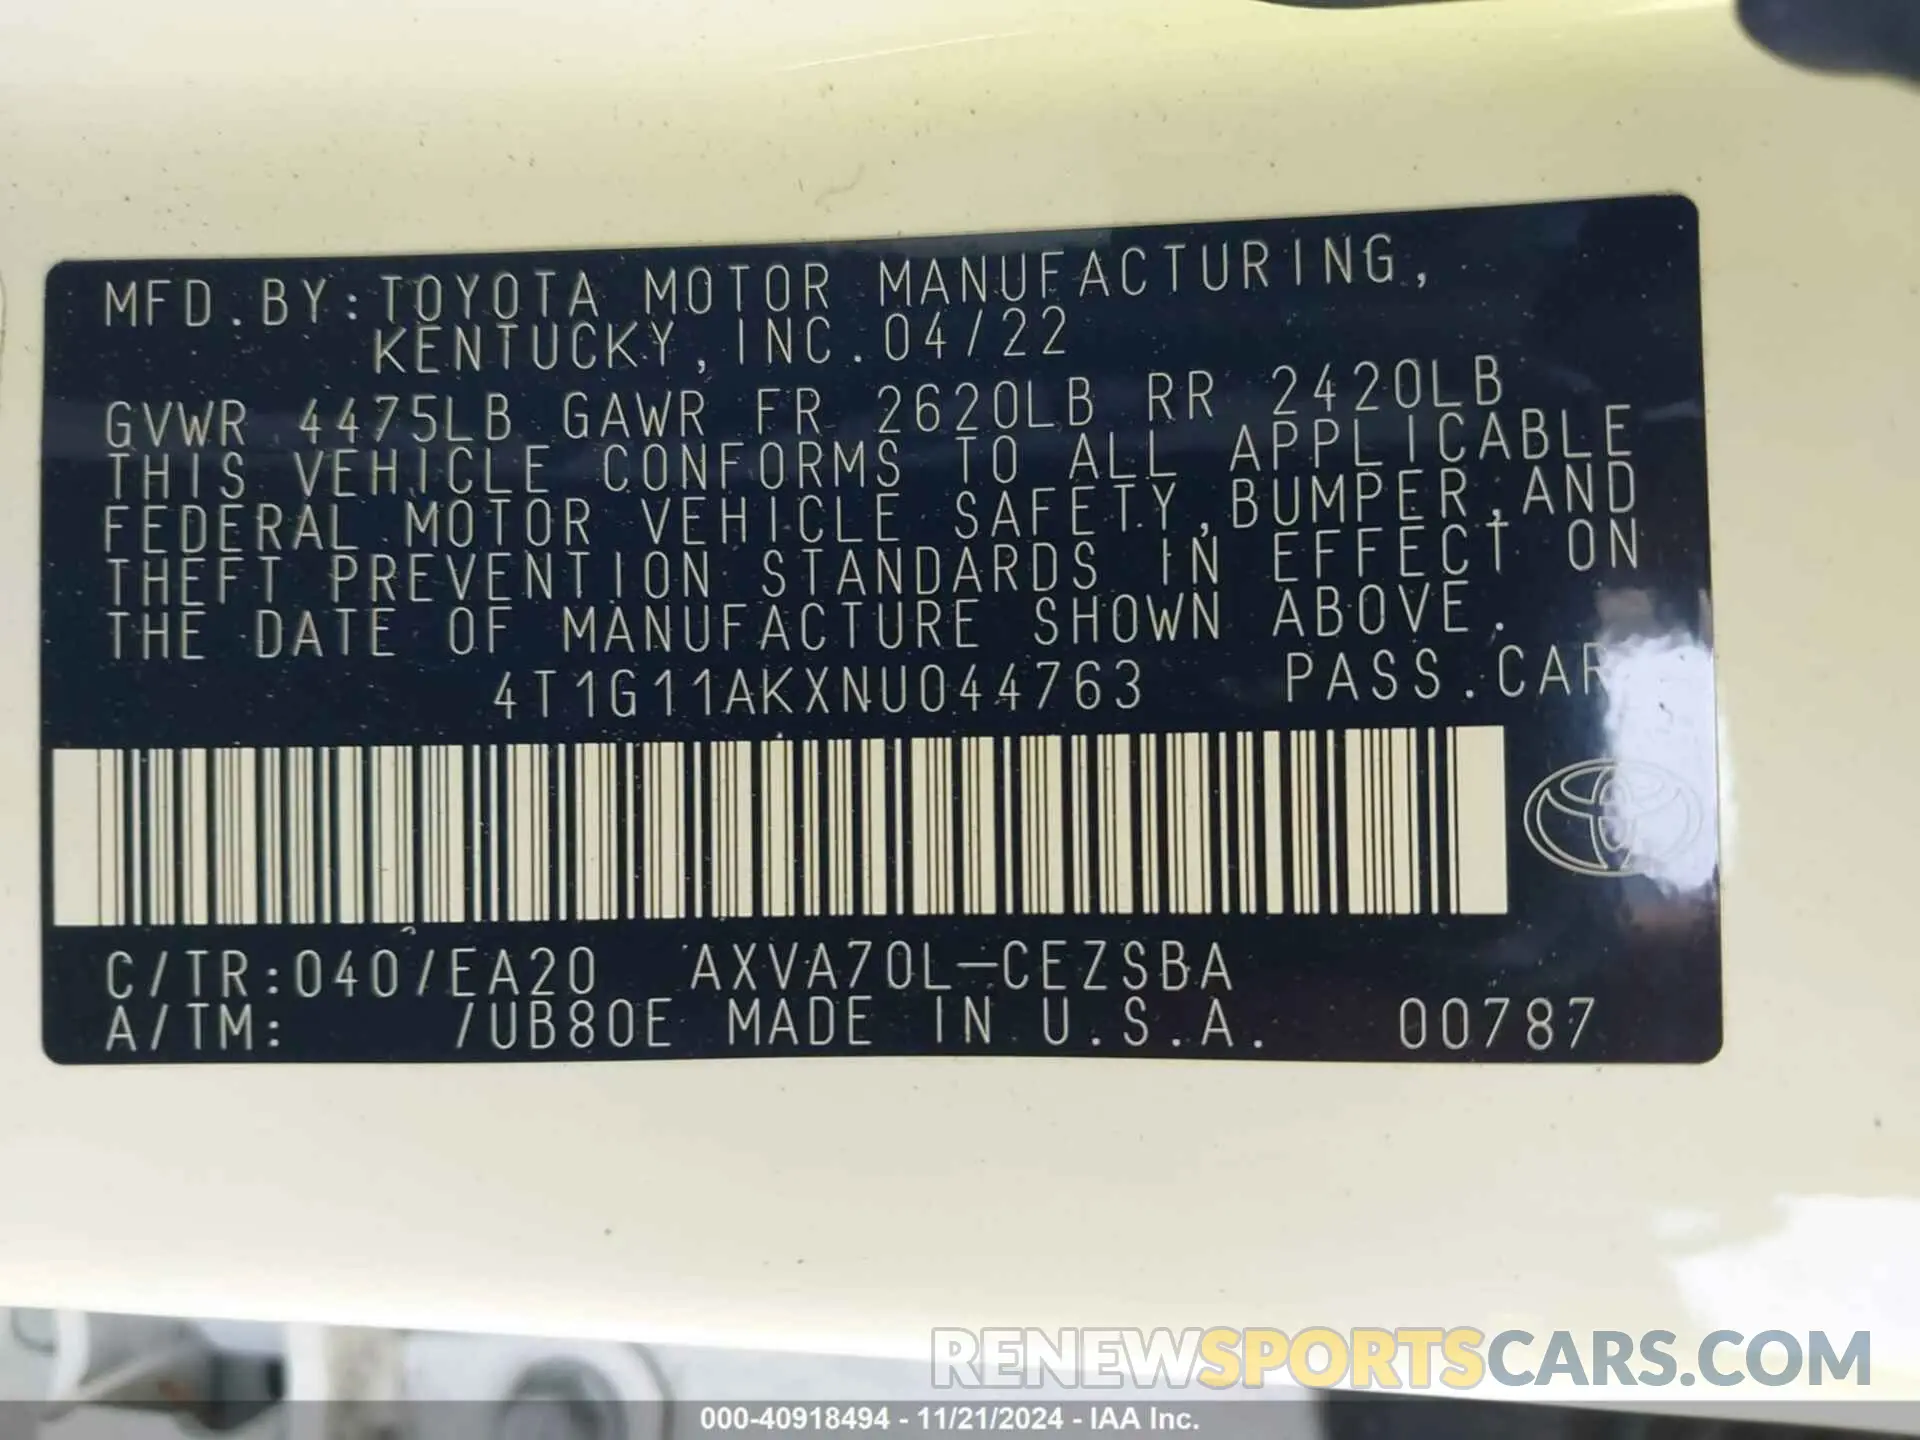 MFD.BY:TOYOTA MOTOR MANUFACTURING,
KENTUCKY, INC.04/22
GVWR 4475LB GAWR FR 2620LB RR 2420LB
THIS VEHICLE CONFORMS TO ALL APPLICABLE
FEDERAL MOTOR VEHICLE SAFETY,BUMPER,AND
THEFT PREVENTION STANDARDS IN EFFECT ON
THE DATE OF MANUFACTURE SHOWN ABOVE.
4T1G11AKXNU044763 PASS.CAR
C/TR:040/EA20 AXVA70L-CEZSBA
A/TM: /UB80E MADE IN U.S.A. 00787
RENEWSPORTSCARS.COM
000-40918494 - 11/21/2024 - IAA Inc.